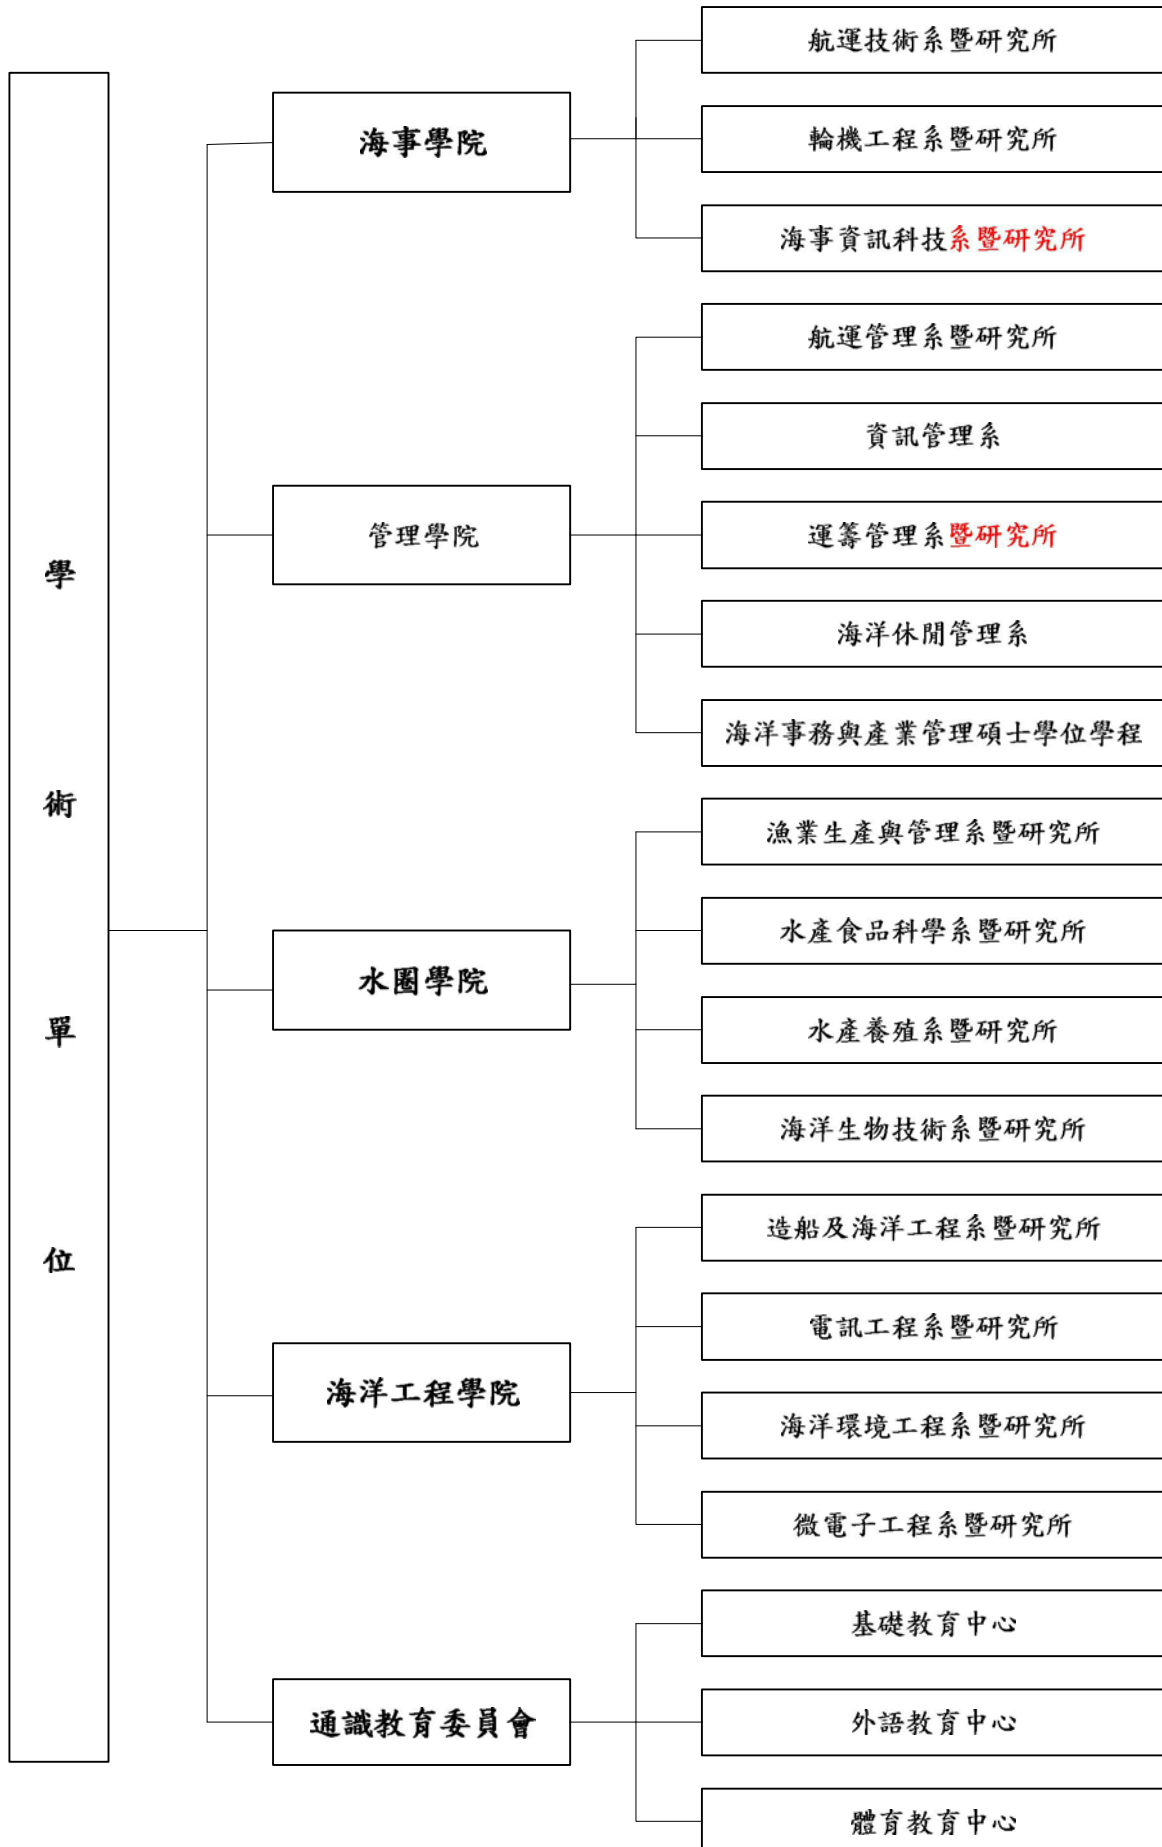 學術單位
海事學院
航運技術系暨研究所
輪機工程系暨研究所
海事資訊科技系暨研究所
管理學院
航運管理系暨研究所
資訊管理系
運籌管理系暨研究所
海洋休閒管理系
海洋事務與產業管理碩士學位學程
水圈學院
漁業生產與管理系暨研究所
水產食品科學系暨研究所
水產養殖系暨研究所
海洋生物技術系暨研究所
海洋工程學院
造船及海洋工程系暨研究所
電訊工程系暨研究所
海洋環境工程系暨研究所
微電子工程系暨研究所
通識教育委員會
基礎教育中心
外語教育中心
體育教育中心